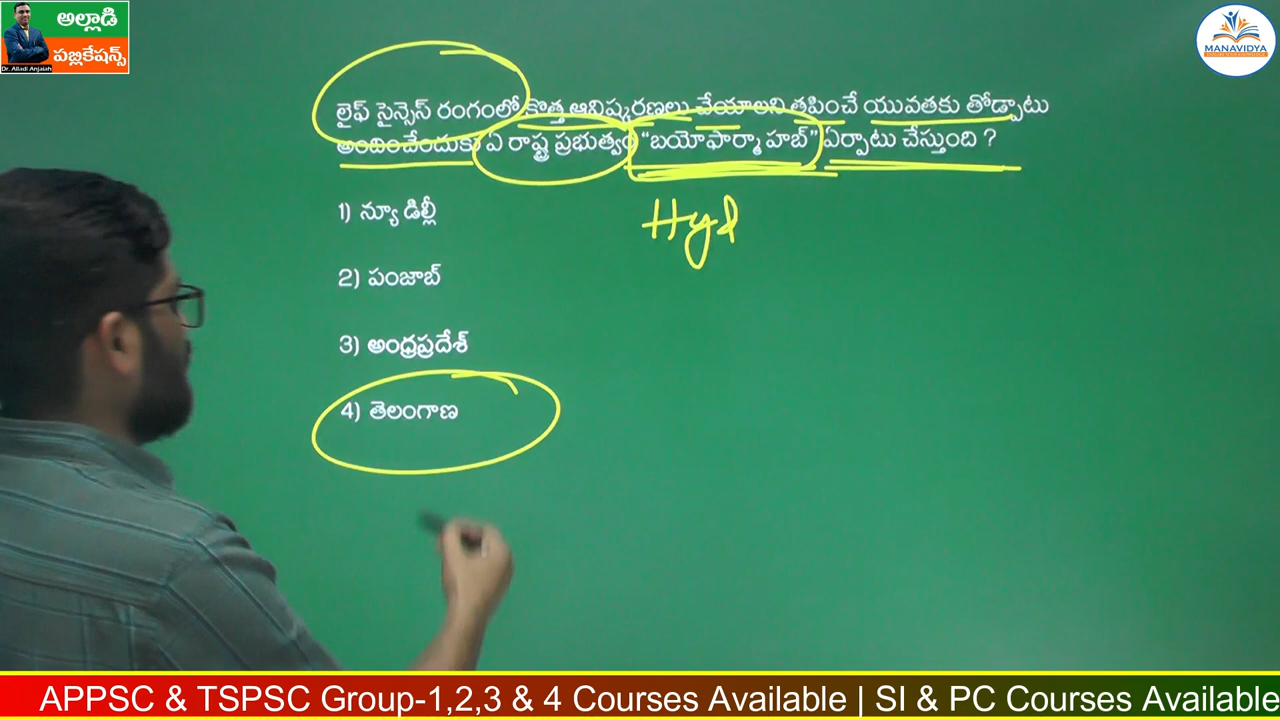 అల్లాడి
పబ్లికేషన్స్
Dr. Alladi Anjaiah
MANAVIDYA
లైఫ్ సైన్సెస్ రంగంలో కొత్త ఆవిష్కరణలు చేయాలని తపించే యువతకు తోడ్పాటు
అందించేందుకు ఏ రాష్ట్ర ప్రభుత్వం “బయోఫార్మా హబ్” ఏర్పాటు చేస్తుంది ?
Hyd
1) న్యూ డిల్లీ
2) పంజాబ్
3) అంధ్రప్రదేశ్
4) తెలంగాణ
APPSC & TSPSC Group-1,2,3 & 4 Courses Available | SI & PC Courses Available